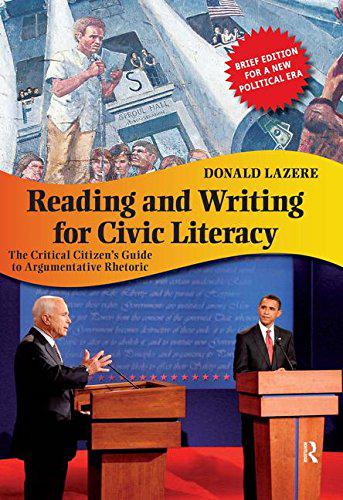 SPROUL HALL
BRIEF EDITION
FOR A NEW
POLITICAL ERA
DONALD LAZERE
Reading and Writing
for Civic Literacy
The Critical Citizen's Guide
to Argumentative Rhetoric
R
ROUTLEDGE